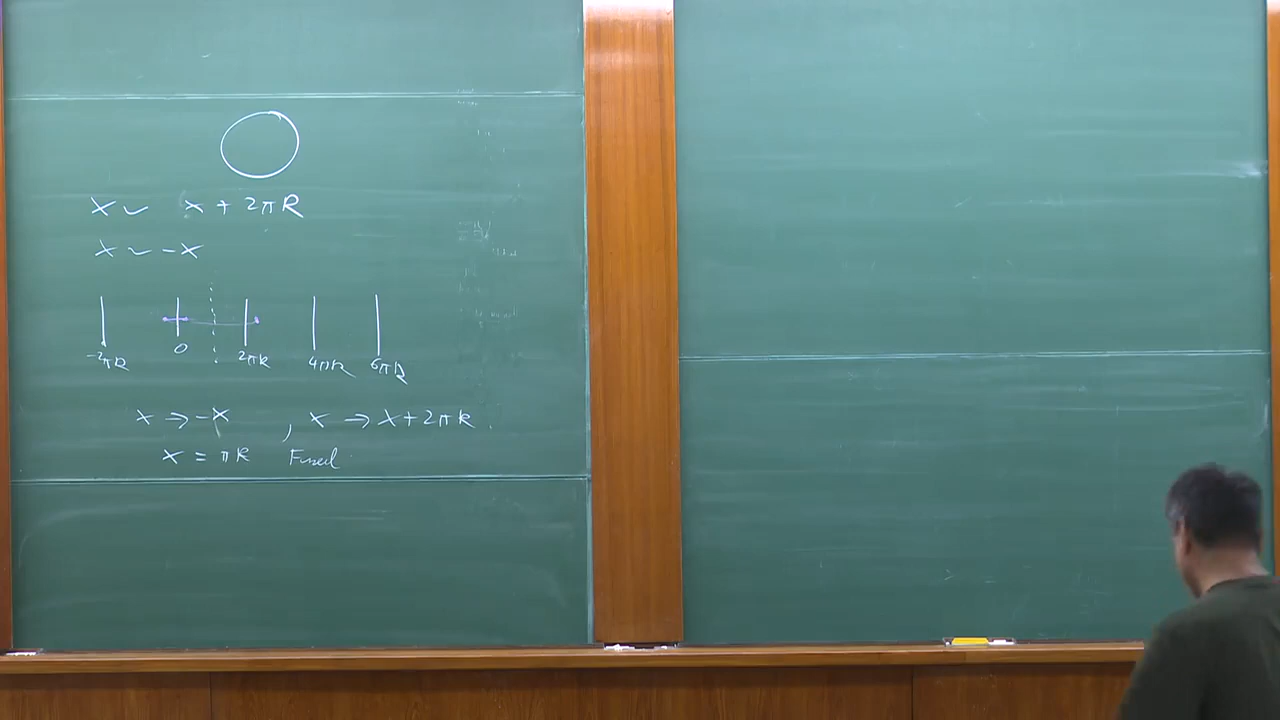 x ~ x + 2πR
x ~ -x
-2πR 0 2πR 4πR 6πR
x → -x , x → x + 2πR
x = πR Fixed